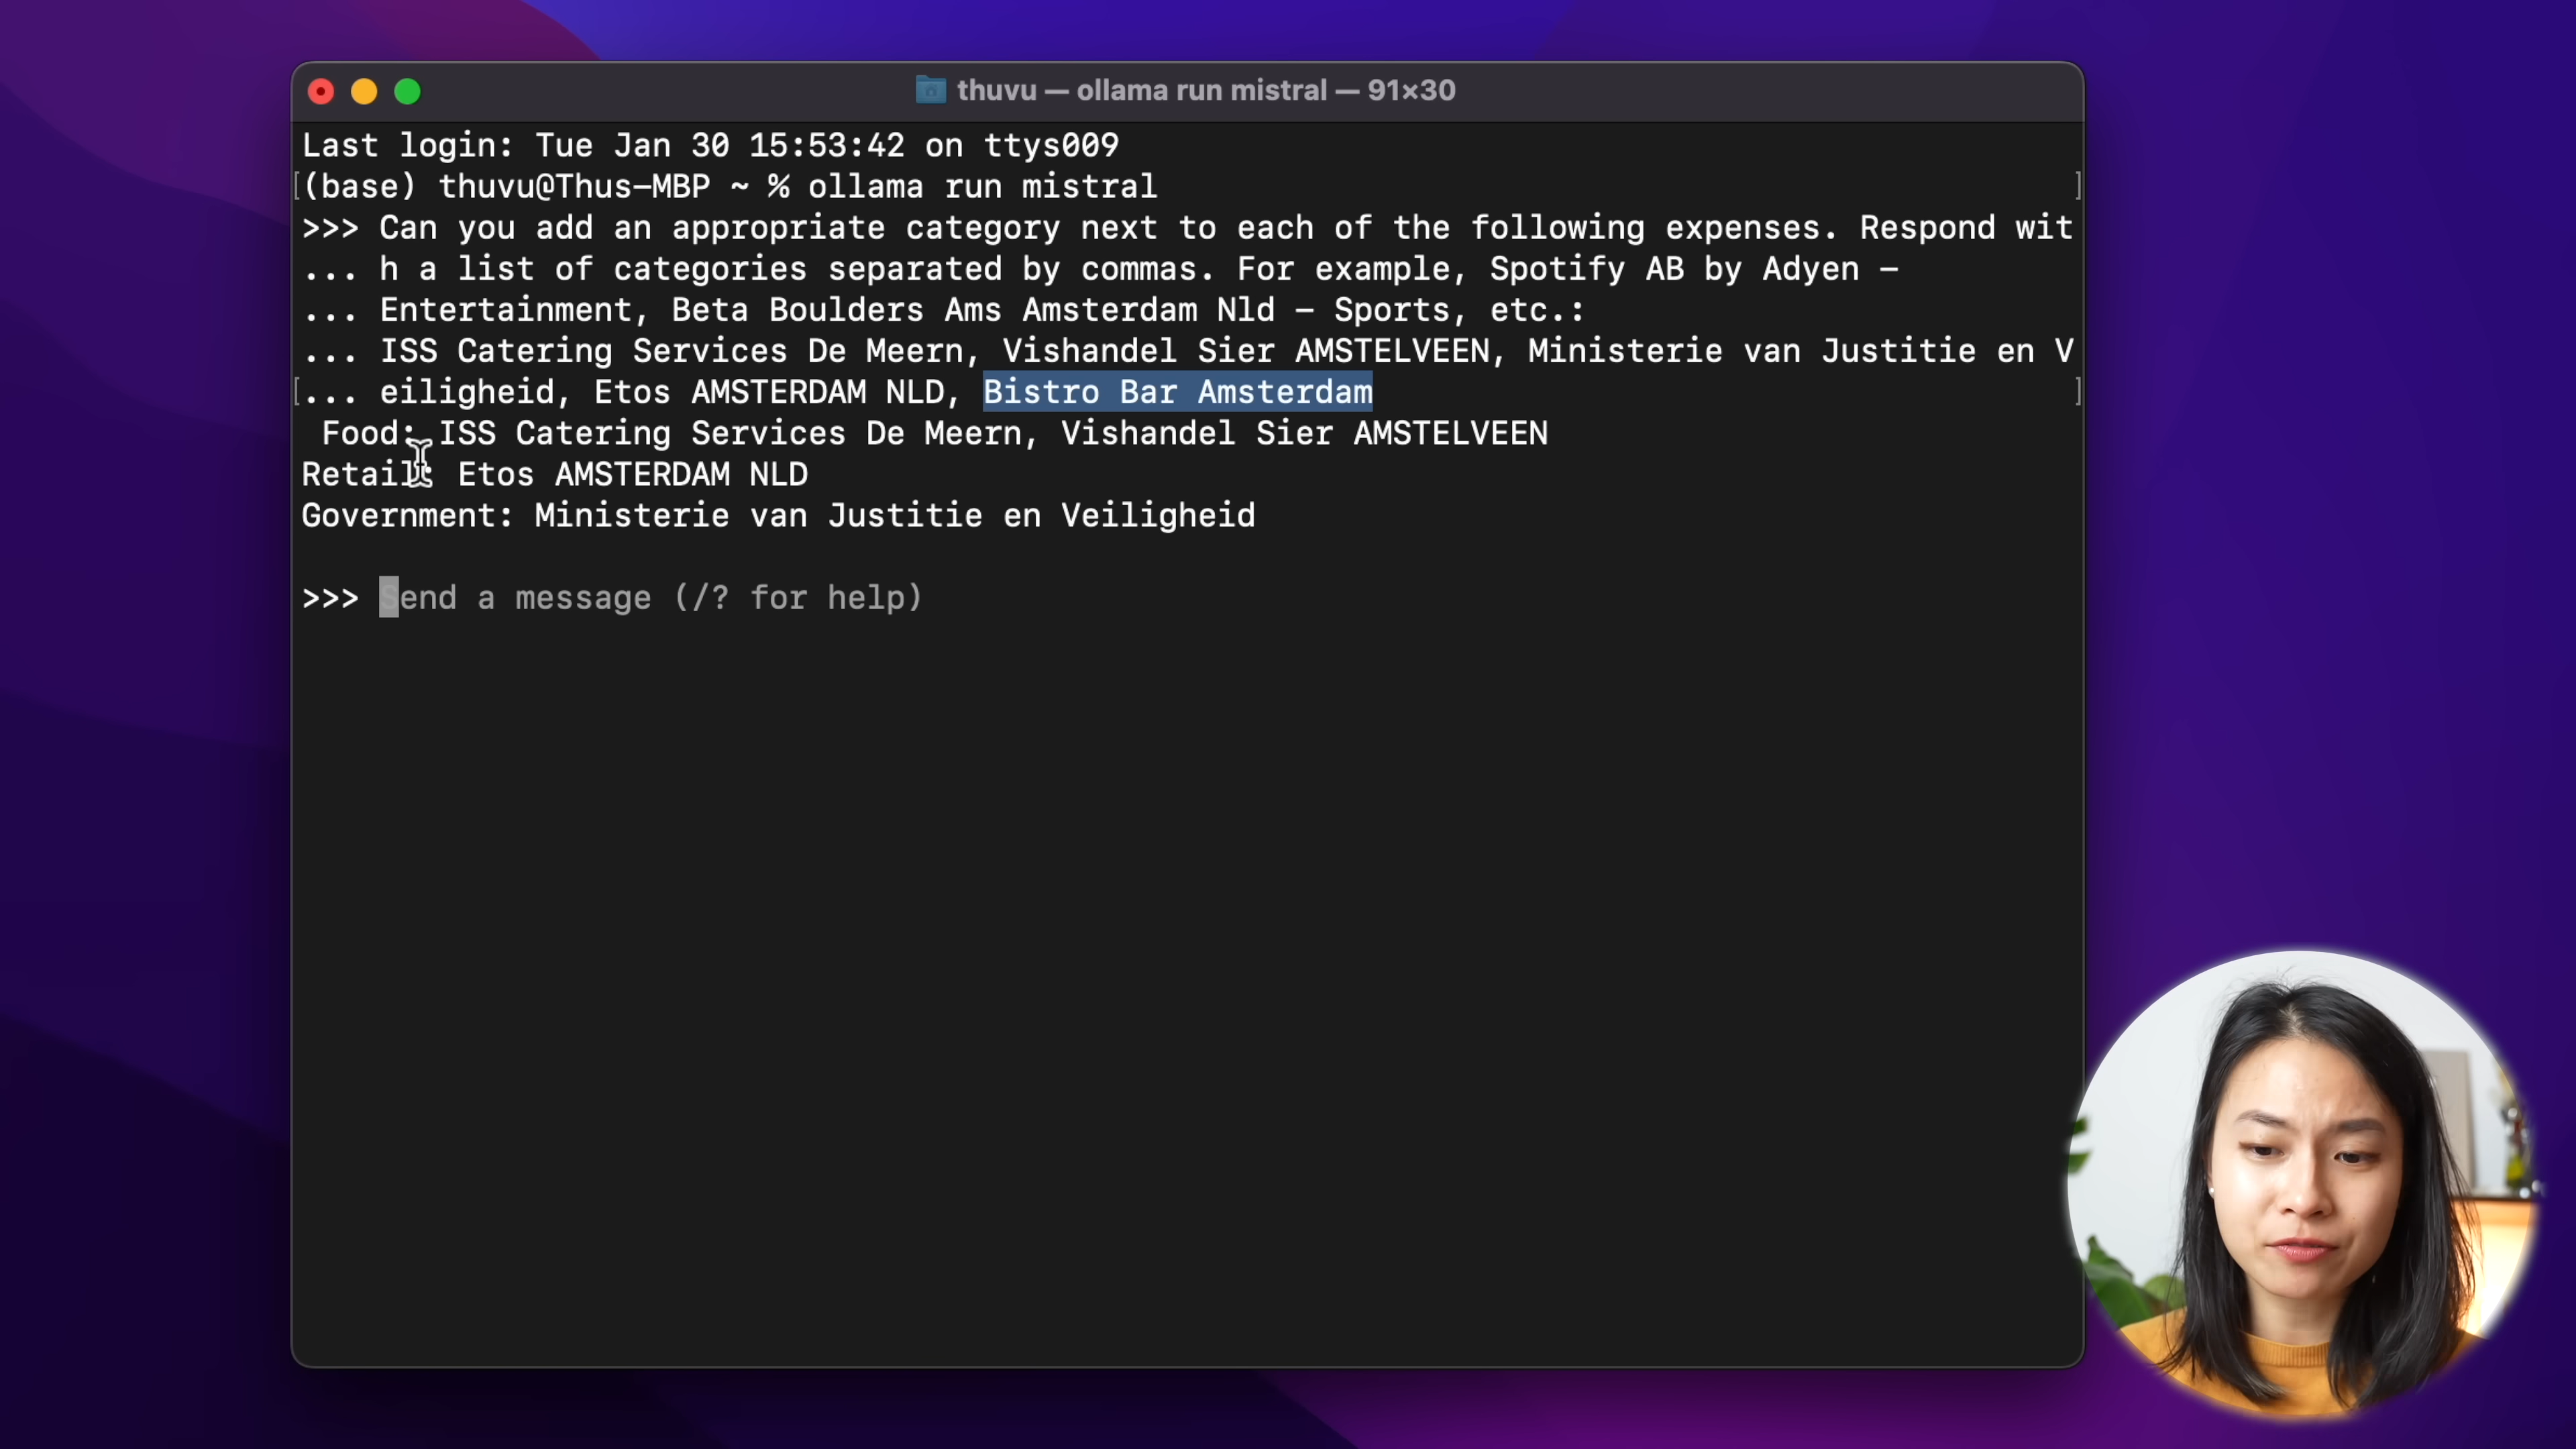 thuvu — ollama run mistral — 91×30
Last login: Tue Jan 30 15:53:42 on ttys009
[(base) thuvu@Thus-MBP ~ % ollama run mistral ]
>>> Can you add an appropriate category next to each of the following expenses. Respond wit
... h a list of categories separated by commas. For example, Spotify AB by Adyen –
... Entertainment, Beta Boulders Ams Amsterdam Nld – Sports, etc.:
... ISS Catering Services De Meern, Vishandel Sier AMSTELVEEN, Ministerie van Justitie en V
[... eiligheid, Etos AMSTERDAM NLD, Bistro Bar Amsterdam ]
Food: ISS Catering Services De Meern, Vishandel Sier AMSTELVEEN
Retail: Etos AMSTERDAM NLD
Government: Ministerie van Justitie en Veiligheid
>>> Send a message (/? for help)